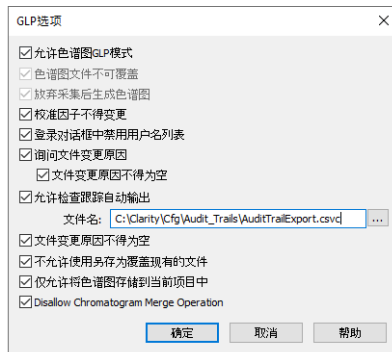 GLP选项
允许色谱图GLP模式
色谱图文件不可覆盖
放弃采集后生成色谱图
校准因子不得变更
登录对话框中禁用用户名列表
询问文件变更原因
文件变更原因不得为空
允许检查跟踪自动输出
文件名: C:\Clarity\Cfg\Audit_Trails\AuditTrailExport.csvc ...
文件变更原因不得为空
不允许使用另存为覆盖现有的文件
仅允许将色谱图存储到当前项目中
Disallow Chromatogram Merge Operation
确定 取消 帮助